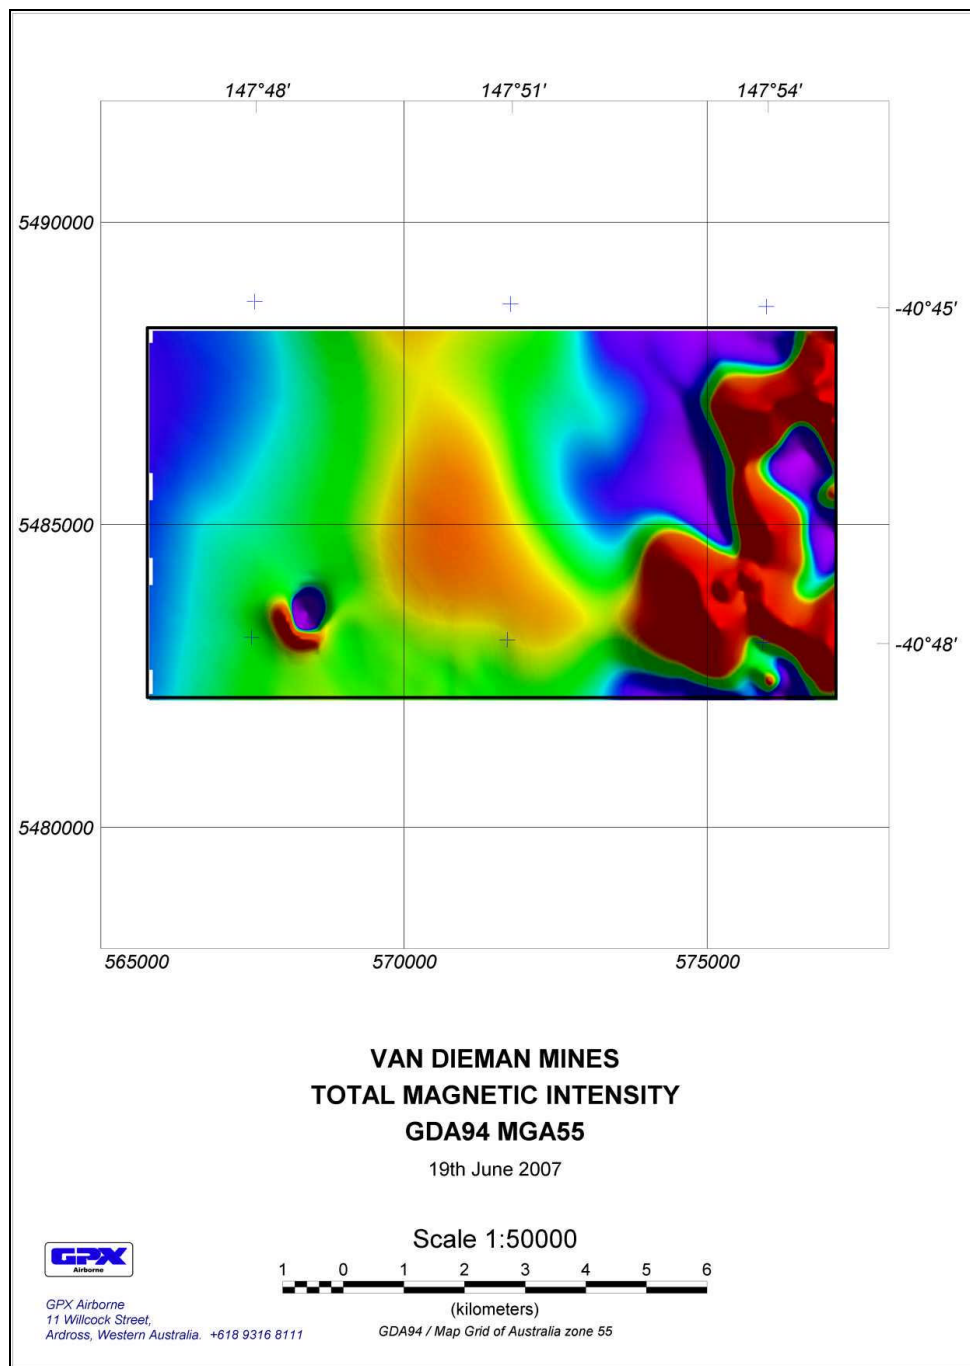 147°48'
147°51'
147°54'
5490000
-40°45'
5485000
-40°48'
5480000
565000
570000
575000
VAN DIEMAN MINES
TOTAL MAGNETIC INTENSITY
GDA94 MGA55
19th June 2007
Scale 1:50000
1 0 1 2 3 4 5 6
(kilometers)
GDA94 / Map Grid of Australia zone 55
GPX
Airborne
GPX Airborne
11 Willcock Street,
Ardross, Western Australia. +618 9316 8111